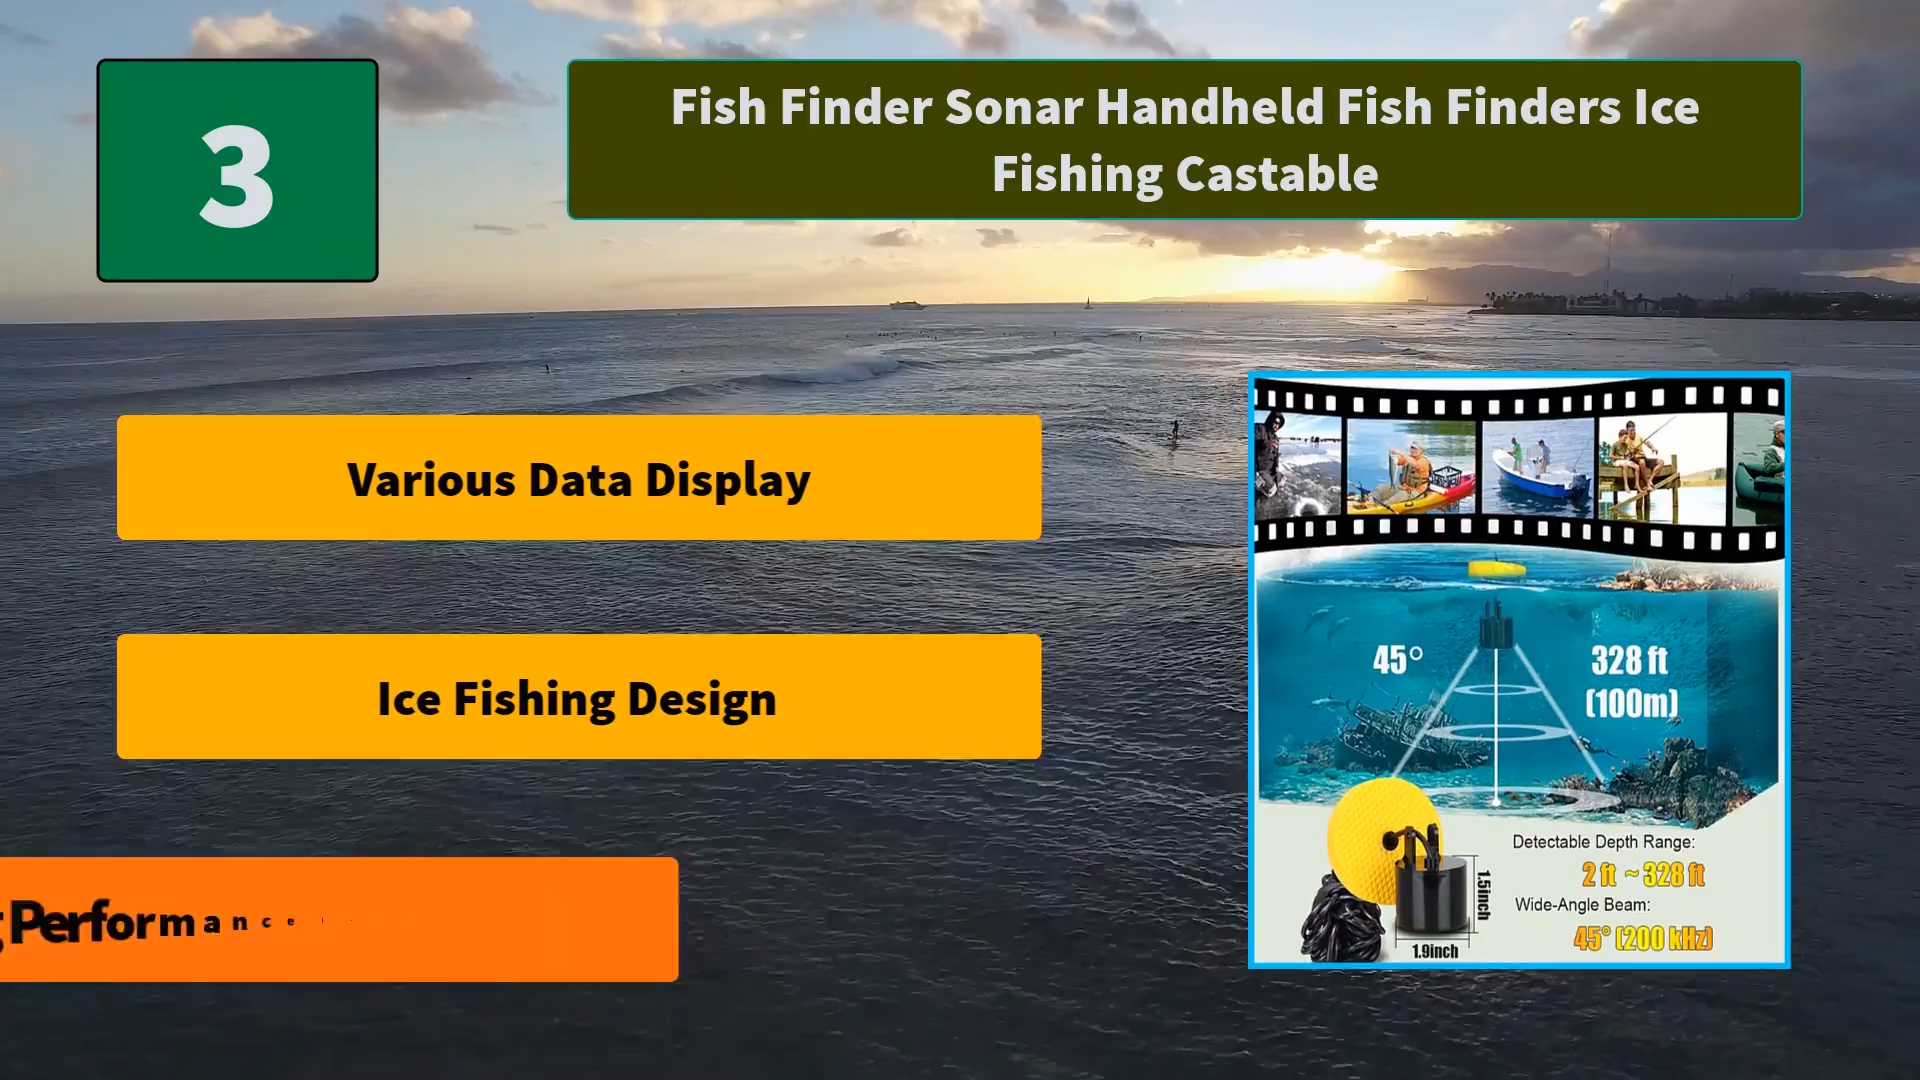 3
Fish Finder Sonar Handheld Fish Finders Ice
Fishing Castable
Various Data Display
Ice Fishing Design
Performance
45°
328 ft
(100m)
Detectable Depth Range:
2 ft ~ 328 ft
Wide-Angle Beam:
45° (200 kHz)
1.5inch
1.9inch